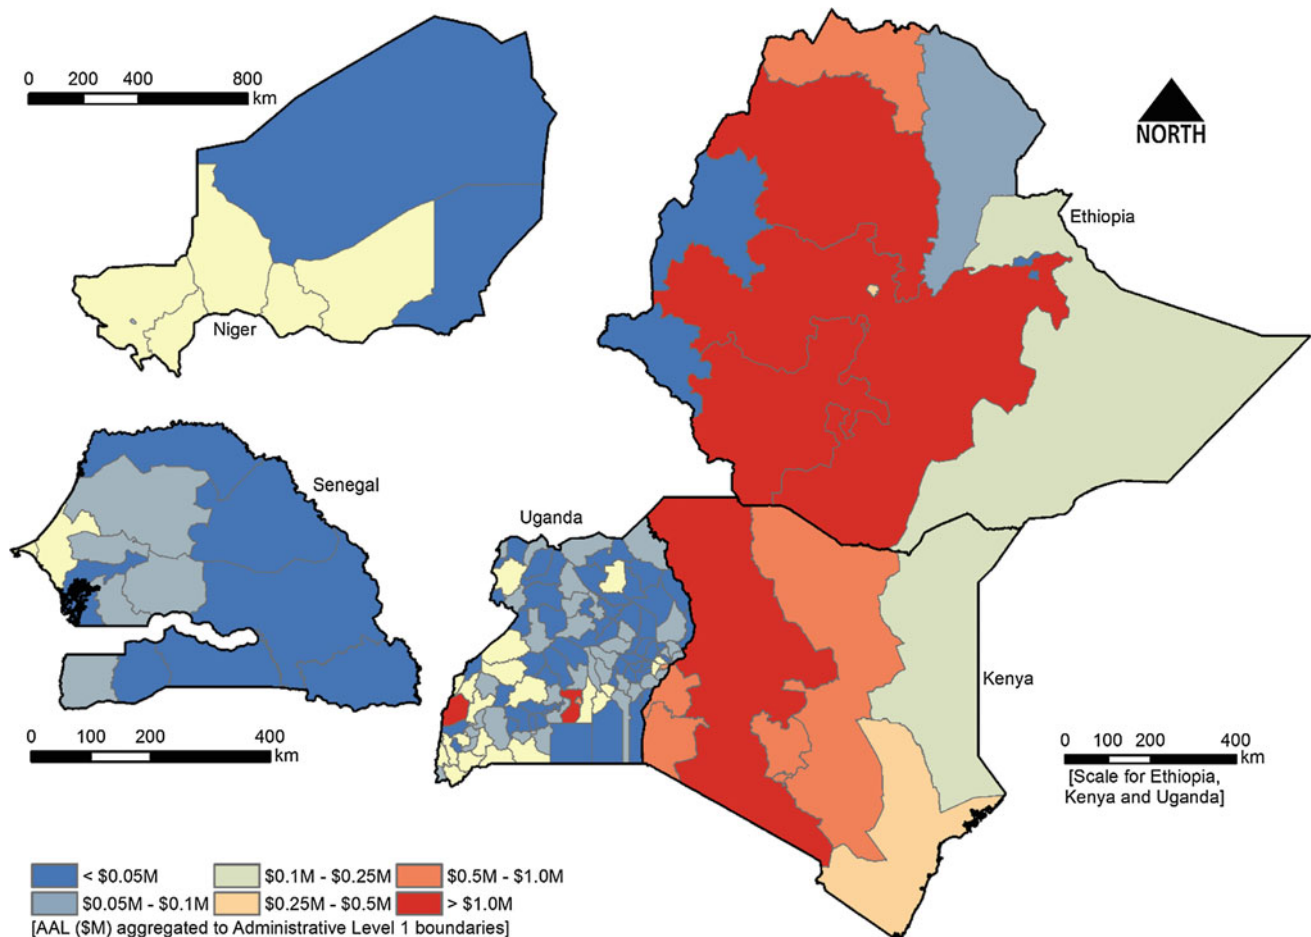 0 200 400 800
km
NORTH
Ethiopia
Niger
Senegal
Uganda
Kenya
0 100 200 400
km
0 100 200 400
km
[Scale for Ethiopia,
Kenya and Uganda]
< $0.05M
$0.1M - $0.25M
$0.5M - $1.0M
$0.05M - $0.1M
$0.25M - $0.5M
> $1.0M
[AAL ($M) aggregated to Administrative Level 1 boundaries]